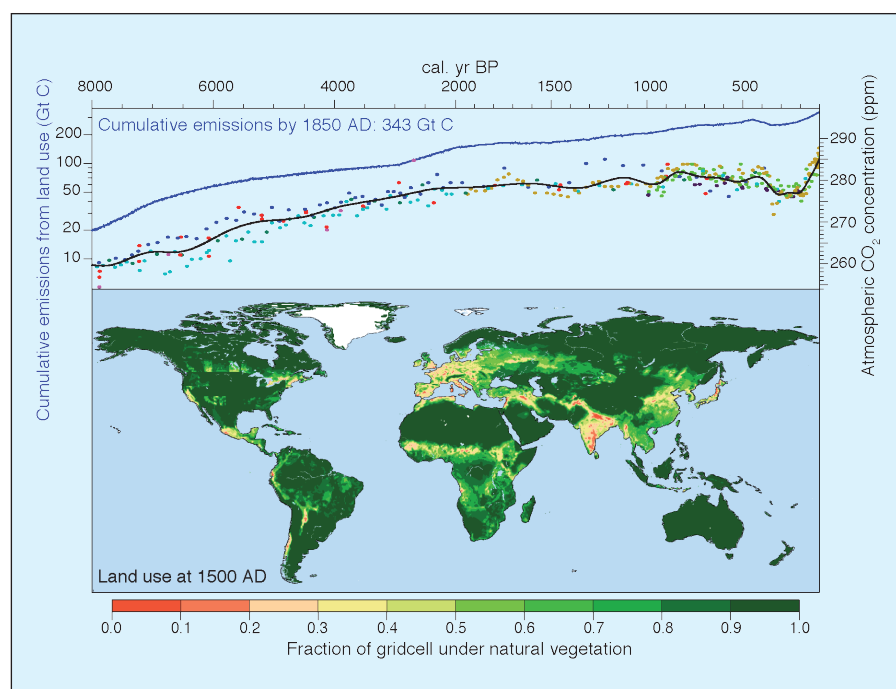 cal. yr BP
8000 6000 4000 2000 1500 1000 500
Cumulative emissions from land use (Gt C)
Cumulative emissions by 1850 AD: 343 Gt C
200
100
50
20
10
290
280
270
260
Atmospheric CO₂ concentration (ppm)
Land use at 1500 AD
0.0 0.1 0.2 0.3 0.4 0.5 0.6 0.7 0.8 0.9 1.0
Fraction of gridcell under natural vegetation